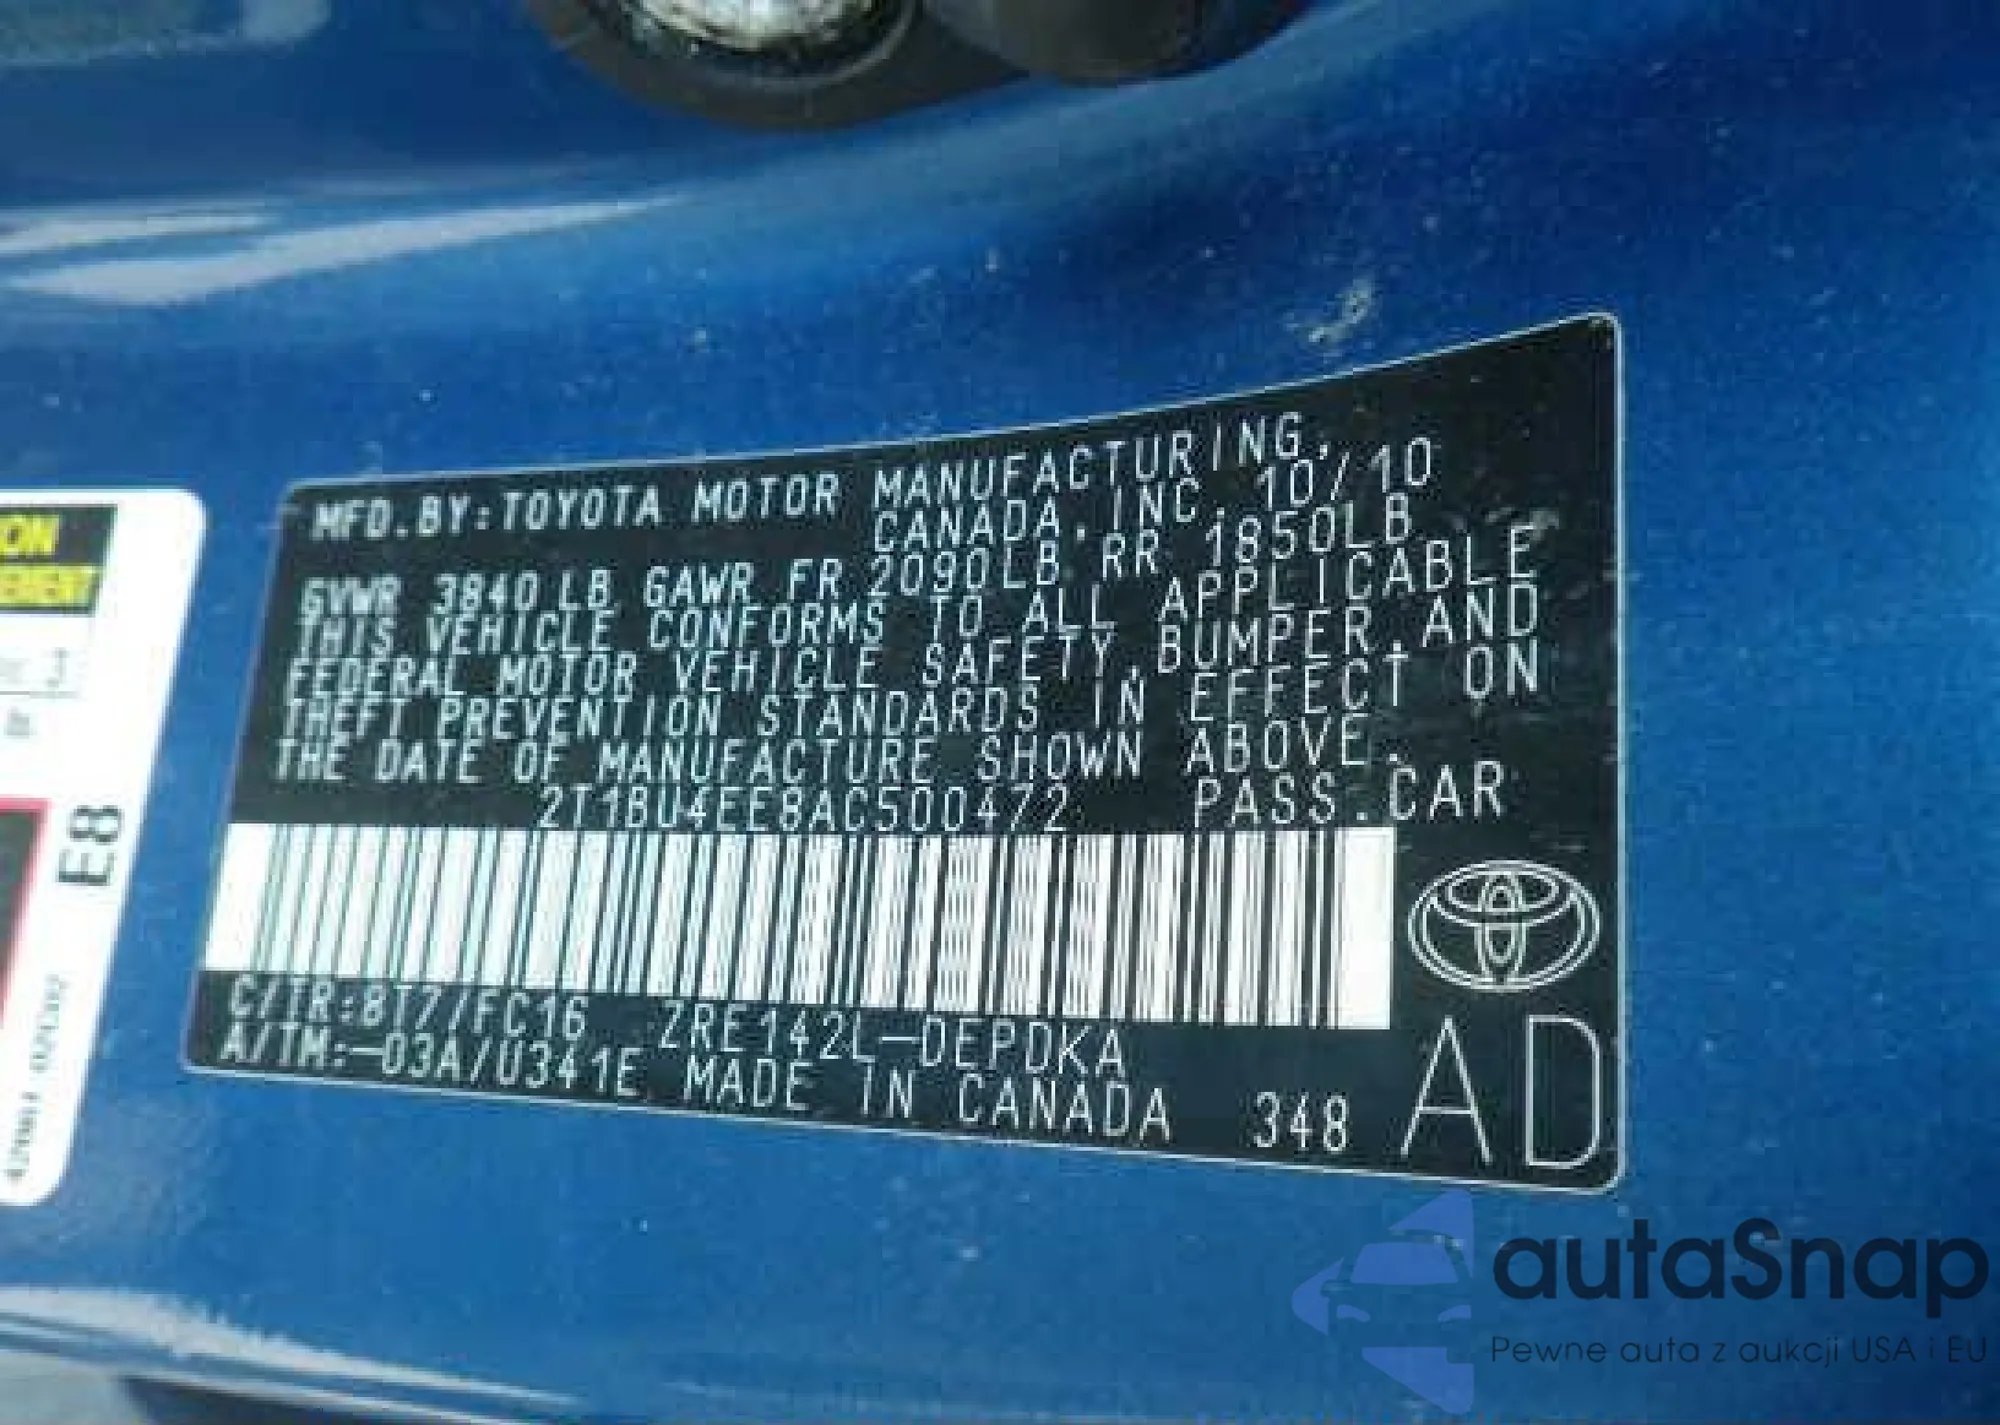 MFD.BY:TOYOTA MOTOR MANUFACTURING,
CANADA,INC. 10/10
GVWR 3840LB GAWR FR 2090LB RR 1850LB
THIS VEHICLE CONFORMS TO ALL APPLICABLE
FEDERAL MOTOR VEHICLE SAFETY,BUMPER,AND
THEFT PREVENTION STANDARDS IN EFFECT ON
THE DATE OF MANUFACTURE SHOWN ABOVE.
2T1BU4EE8AC500472 PASS.CAR
C/TR:8T7/FC16 ZRE142L-DEPDKA
A/TM:-03A/U341E MADE IN CANADA 348 AD
E8
autaSnap
Pewne auta z aukcji USA i EU